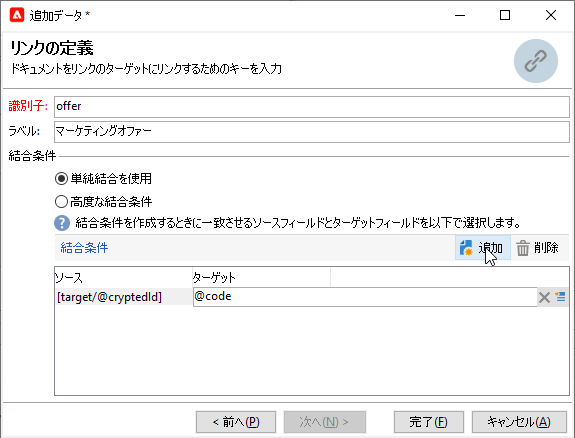 追加データ *
リンクの定義
ドキュメントをリンクのターゲットにリンクするためのキーを入力
識別子: offer
ラベル: マーケティングオファー
結合条件
単純結合を使用
高度な結合条件
? 結合条件を作成するときに一致させるソースフィールドとターゲットフィールドを以下で選択します。
結合条件 追加 削除
ソース ターゲット
[target/@cryptedId] @code
< 前へ(P) 次へ(N) > 完了(F) キャンセル(A)